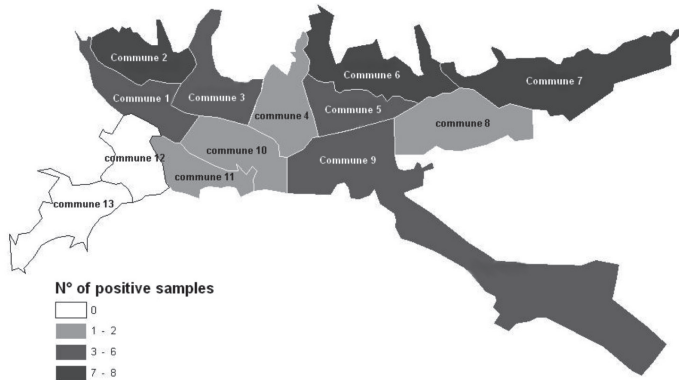 Commune 2
Commune 6
Commune 7
Commune 1
Commune 3
commune 4
Commune 5
commune 8
commune 10
commune 12
Commune 9
commune 11
commune 13
Nº of positive samples
0
1 - 2
3 - 6
7 - 8